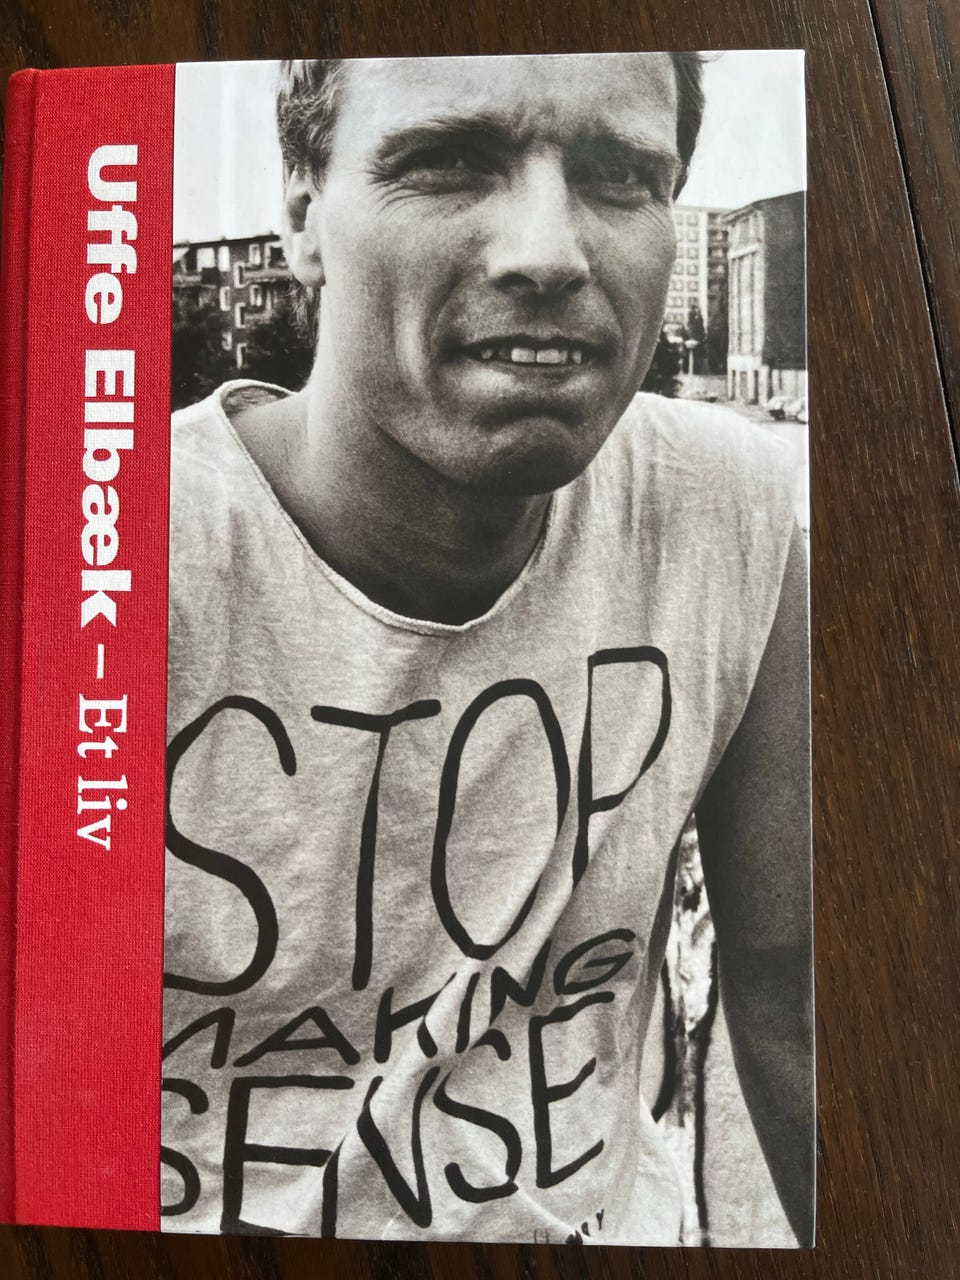 Uffe Elbæk – Et liv
STOP
MAKING
SENSE